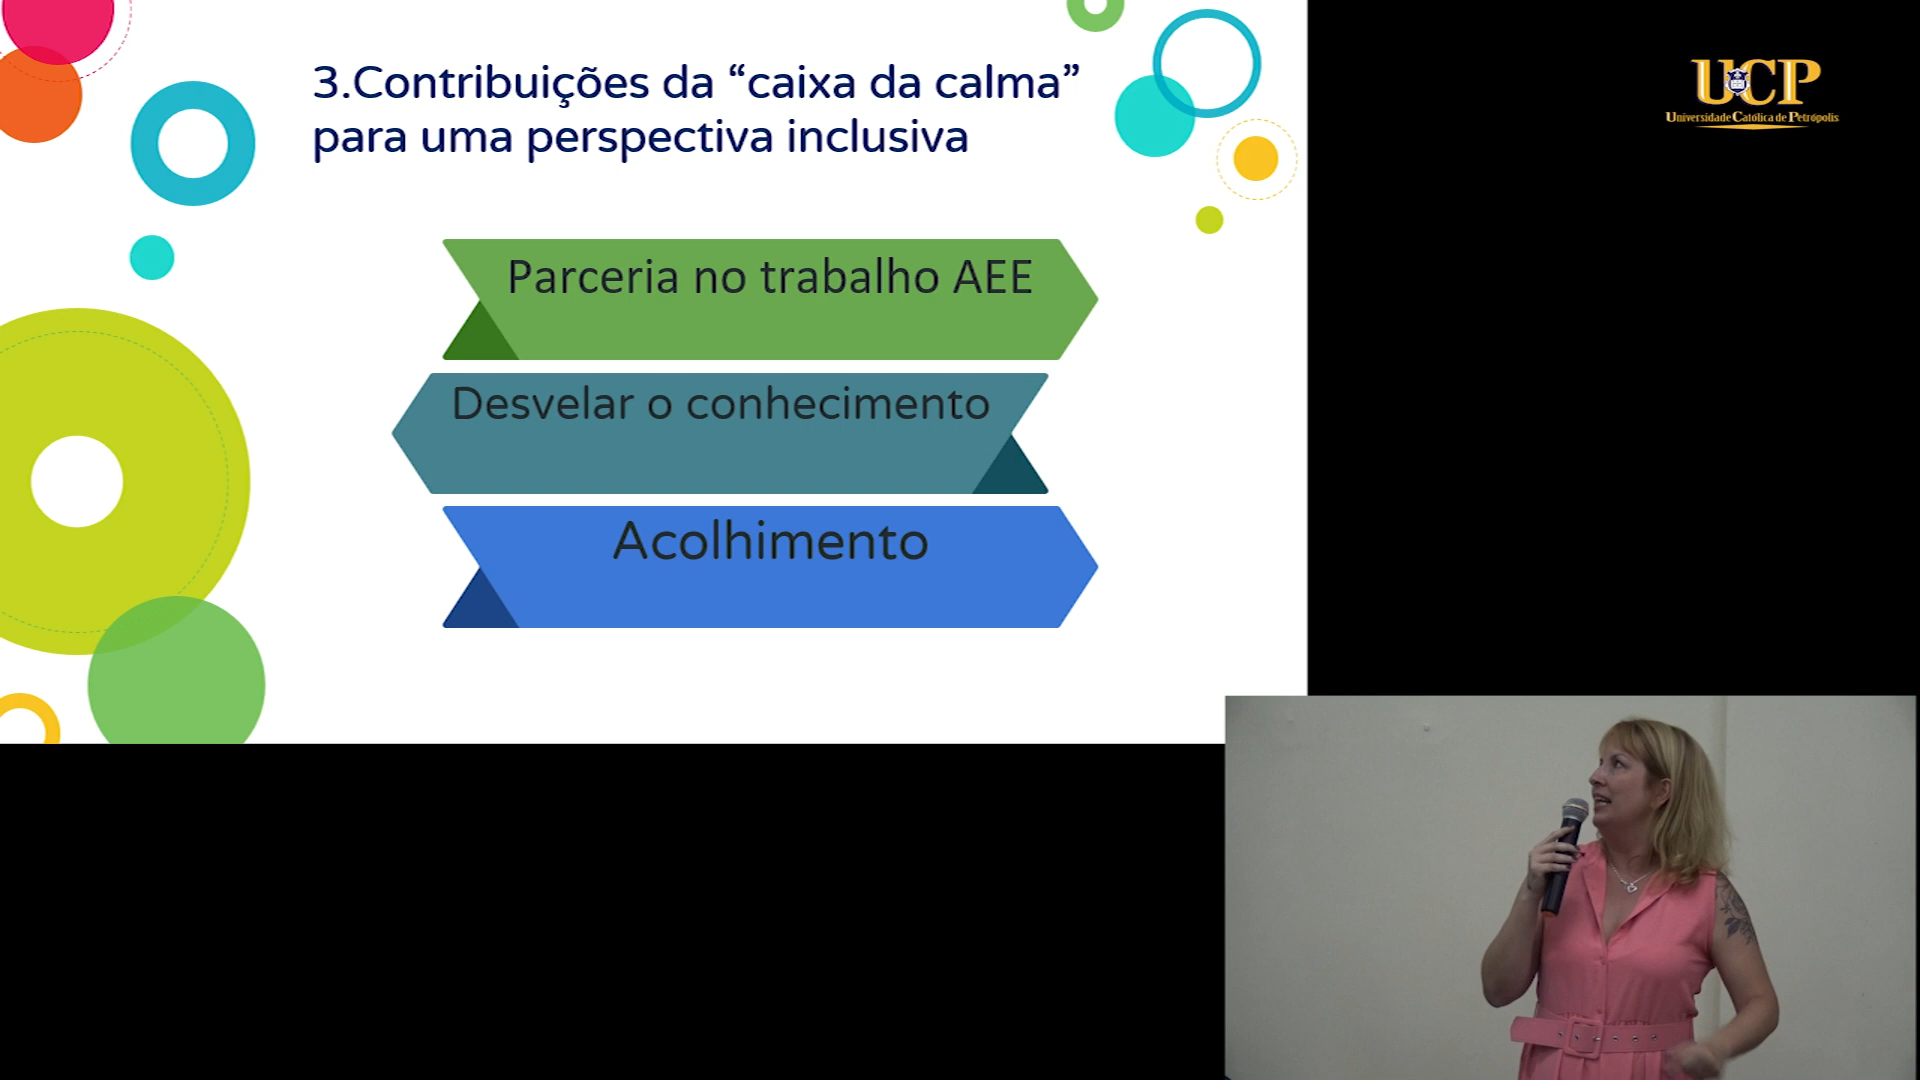 3.Contribuições da “caixa da calma”
para uma perspectiva inclusiva
Parceria no trabalho AEE
Desvelar o conhecimento
Acolhimento
UCP
Universidade Católica de Petrópolis